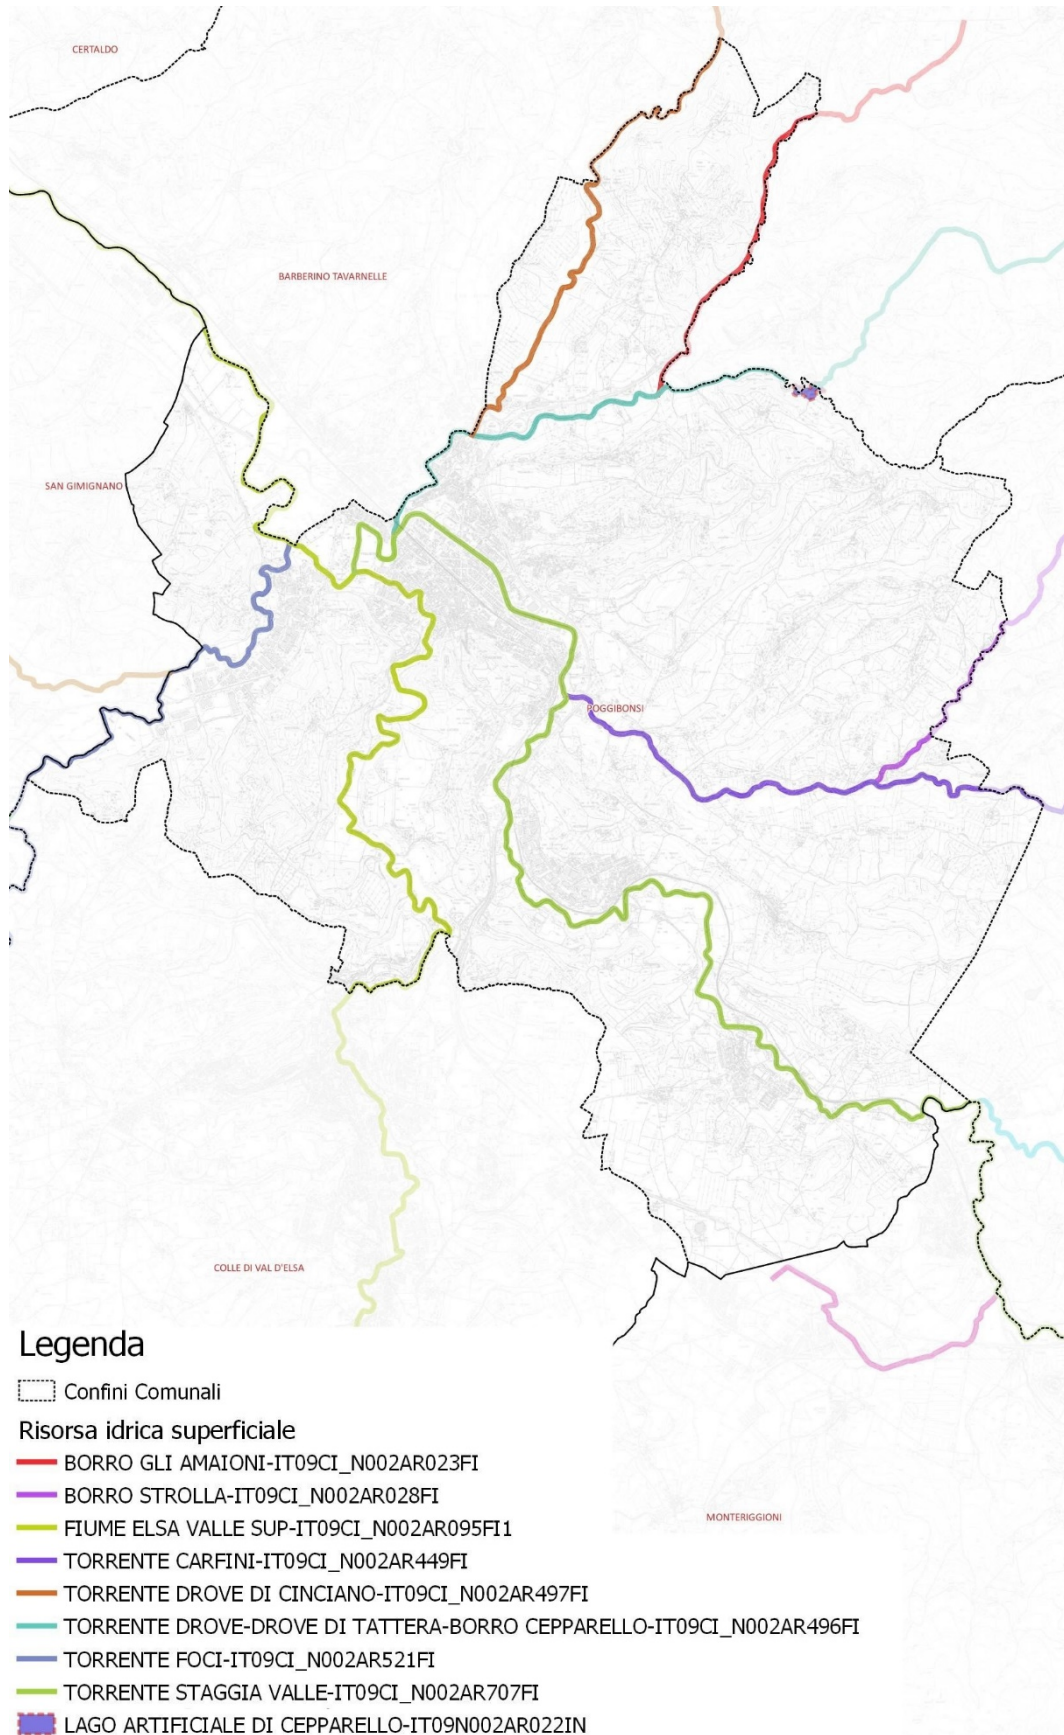 CERTALDO
BARBERINO TAVARNELLE
SAN GIMIGNANO
POGGIBONSI
COLLE DI VAL D'ELSA
MONTERIGGIONI
Legenda
Confini Comunali
Risorsa idrica superficiale
BORRO GLI AMAIONI-IT09CI_N002AR023FI
BORRO STROLLA-IT09CI_N002AR028FI
FIUME ELSA VALLE SUP-IT09CI_N002AR095FI1
TORRENTE CARFINI-IT09CI_N002AR449FI
TORRENTE DROVE DI CINCIANO-IT09CI_N002AR497FI
TORRENTE DROVE-DROVE DI TATTERA-BORRO CEPPARELLO-IT09CI_N002AR496FI
TORRENTE FOCI-IT09CI_N002AR521FI
TORRENTE STAGGIA VALLE-IT09CI_N002AR707FI
LAGO ARTIFICIALE DI CEPPARELLO-IT09N002AR022IN